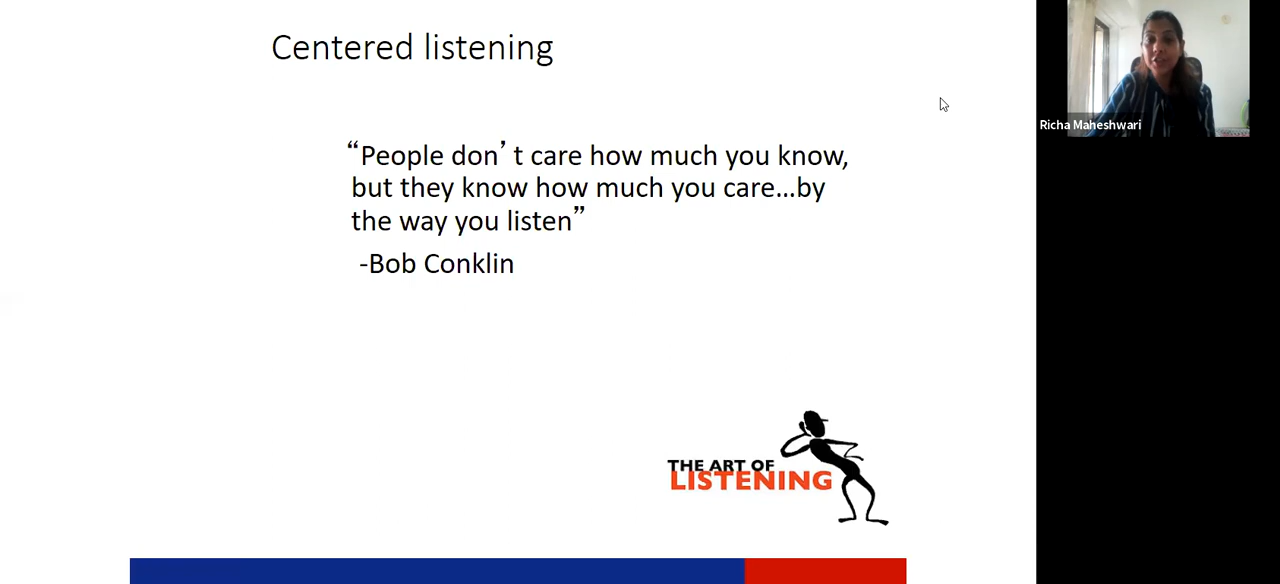 Centered listening
“People don’t care how much you know,
but they know how much you care…by
the way you listen”
-Bob Conklin
THE ART OF
LISTENING
Richa Maheshwari